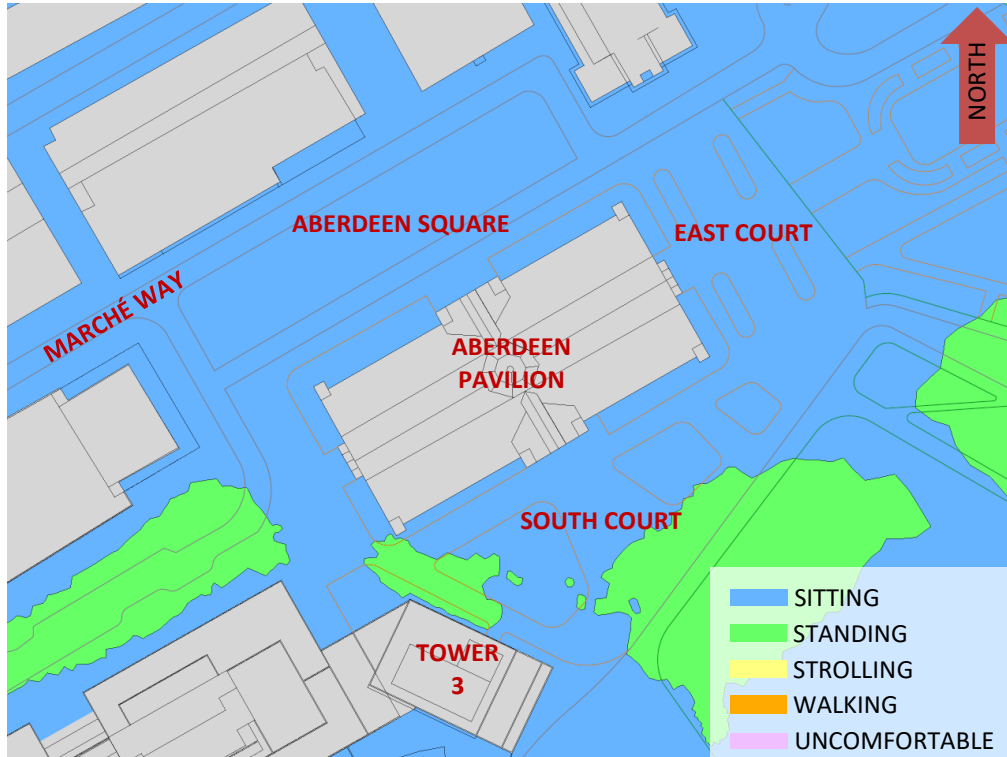 NORTH
ABERDEEN SQUARE
EAST COURT
MARCHÉ WAY
ABERDEEN
PAVILION
SOUTH COURT
TOWER
3
SITTING
STANDING
STROLLING
WALKING
UNCOMFORTABLE